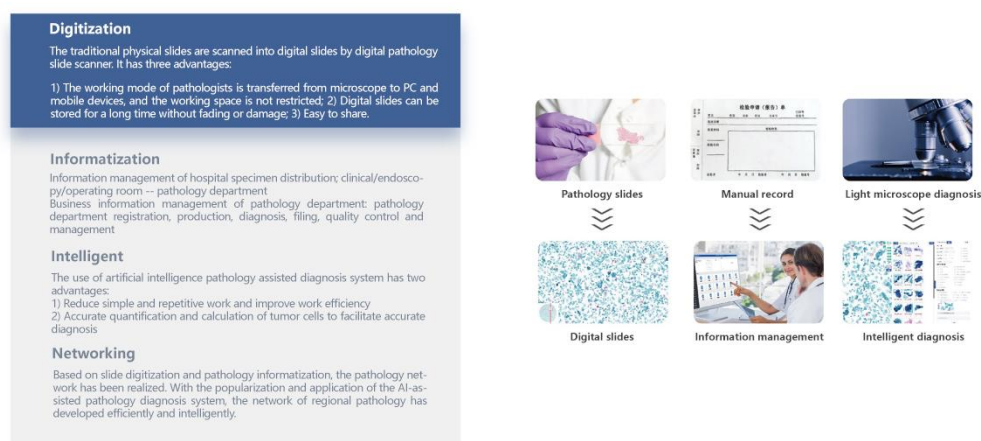 Digitization
The traditional physical slides are scanned into digital slides by digital pathology
slide scanner. It has three advantages:
1) The working mode of pathologists is transferred from microscope to PC and
mobile devices, and the working space is not restricted; 2) Digital slides can be
stored for a long time without fading or damage; 3) Easy to share.
Informatization
Information management of hospital specimen distribution; clinical/endosco-
py/operating room -- pathology department
Business information management of pathology department: pathology
department registration, production, diagnosis, filing, quality control and
management
Intelligent
The use of artificial intelligence pathology assisted diagnosis system has two
advantages:
1) Reduce simple and repetitive work and improve work efficiency
2) Accurate quantification and calculation of tumor cells to facilitate accurate
diagnosis
Networking
Based on slide digitization and pathology informatization, the pathology net-
work has been realized. With the popularization and application of the AI-as-
sisted pathology diagnosis system, the network of regional pathology has
developed efficiently and intelligently.
检验申请（报告）单
Pathology slides
Manual record
Light microscope diagnosis
Digital slides
Information management
Intelligent diagnosis